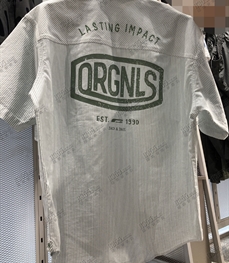 LASTING IMPACT
ORGNLS
EST. 1990